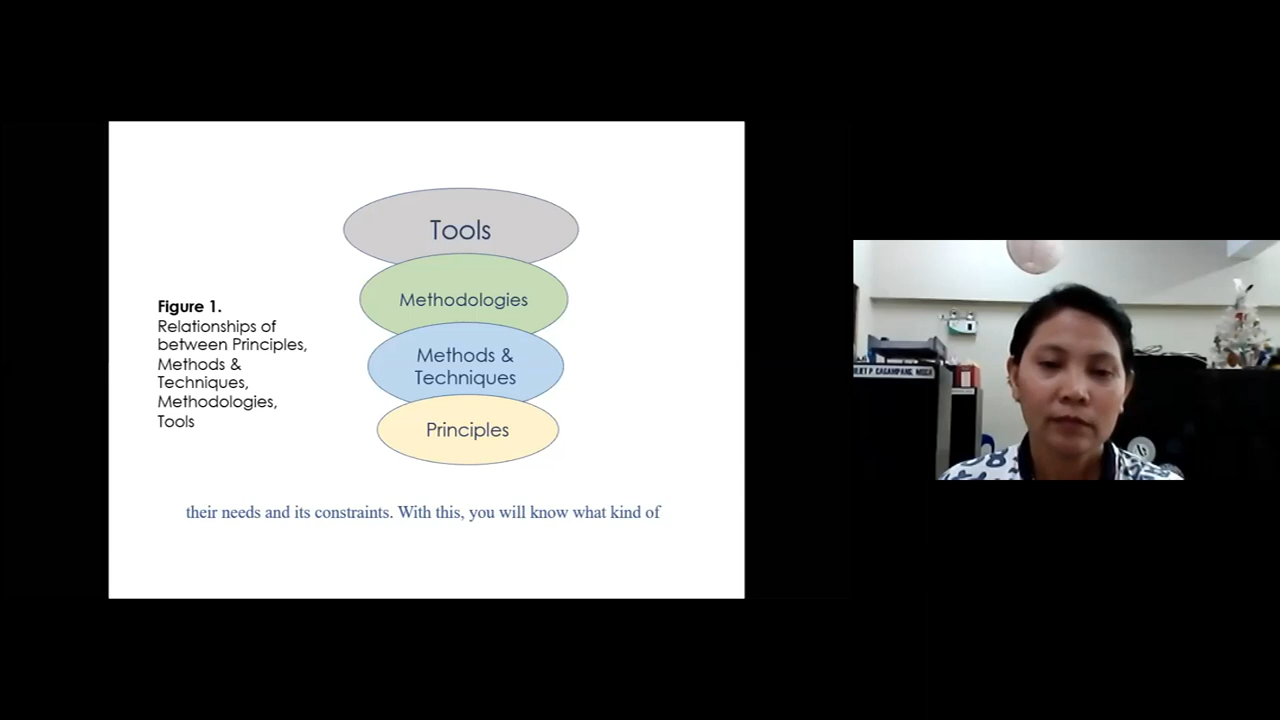 Tools
Methodologies
Methods &
Techniques
Principles
Figure 1.
Relationships of
between Principles,
Methods &
Techniques,
Methodologies,
Tools
their needs and its constraints. With this, you will know what kind of